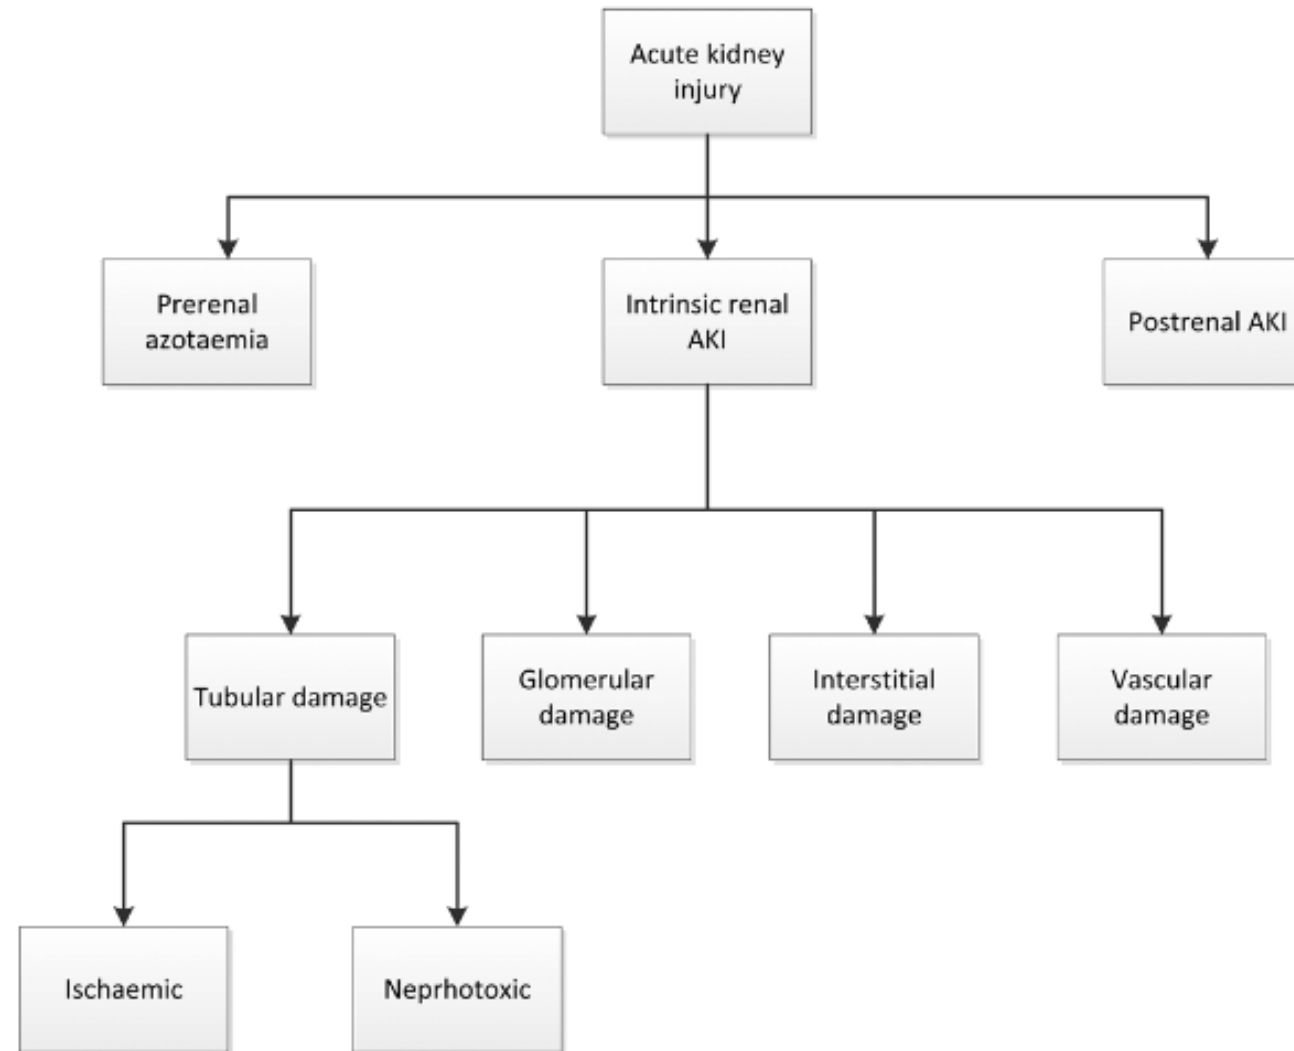 Acute kidney
injury
Prerenal
azotaemia
Intrinsic renal
AKI
Postrenal AKI
Tubular damage
Glomerular
damage
Interstitial
damage
Vascular
damage
Ischaemic
Neprhotoxic